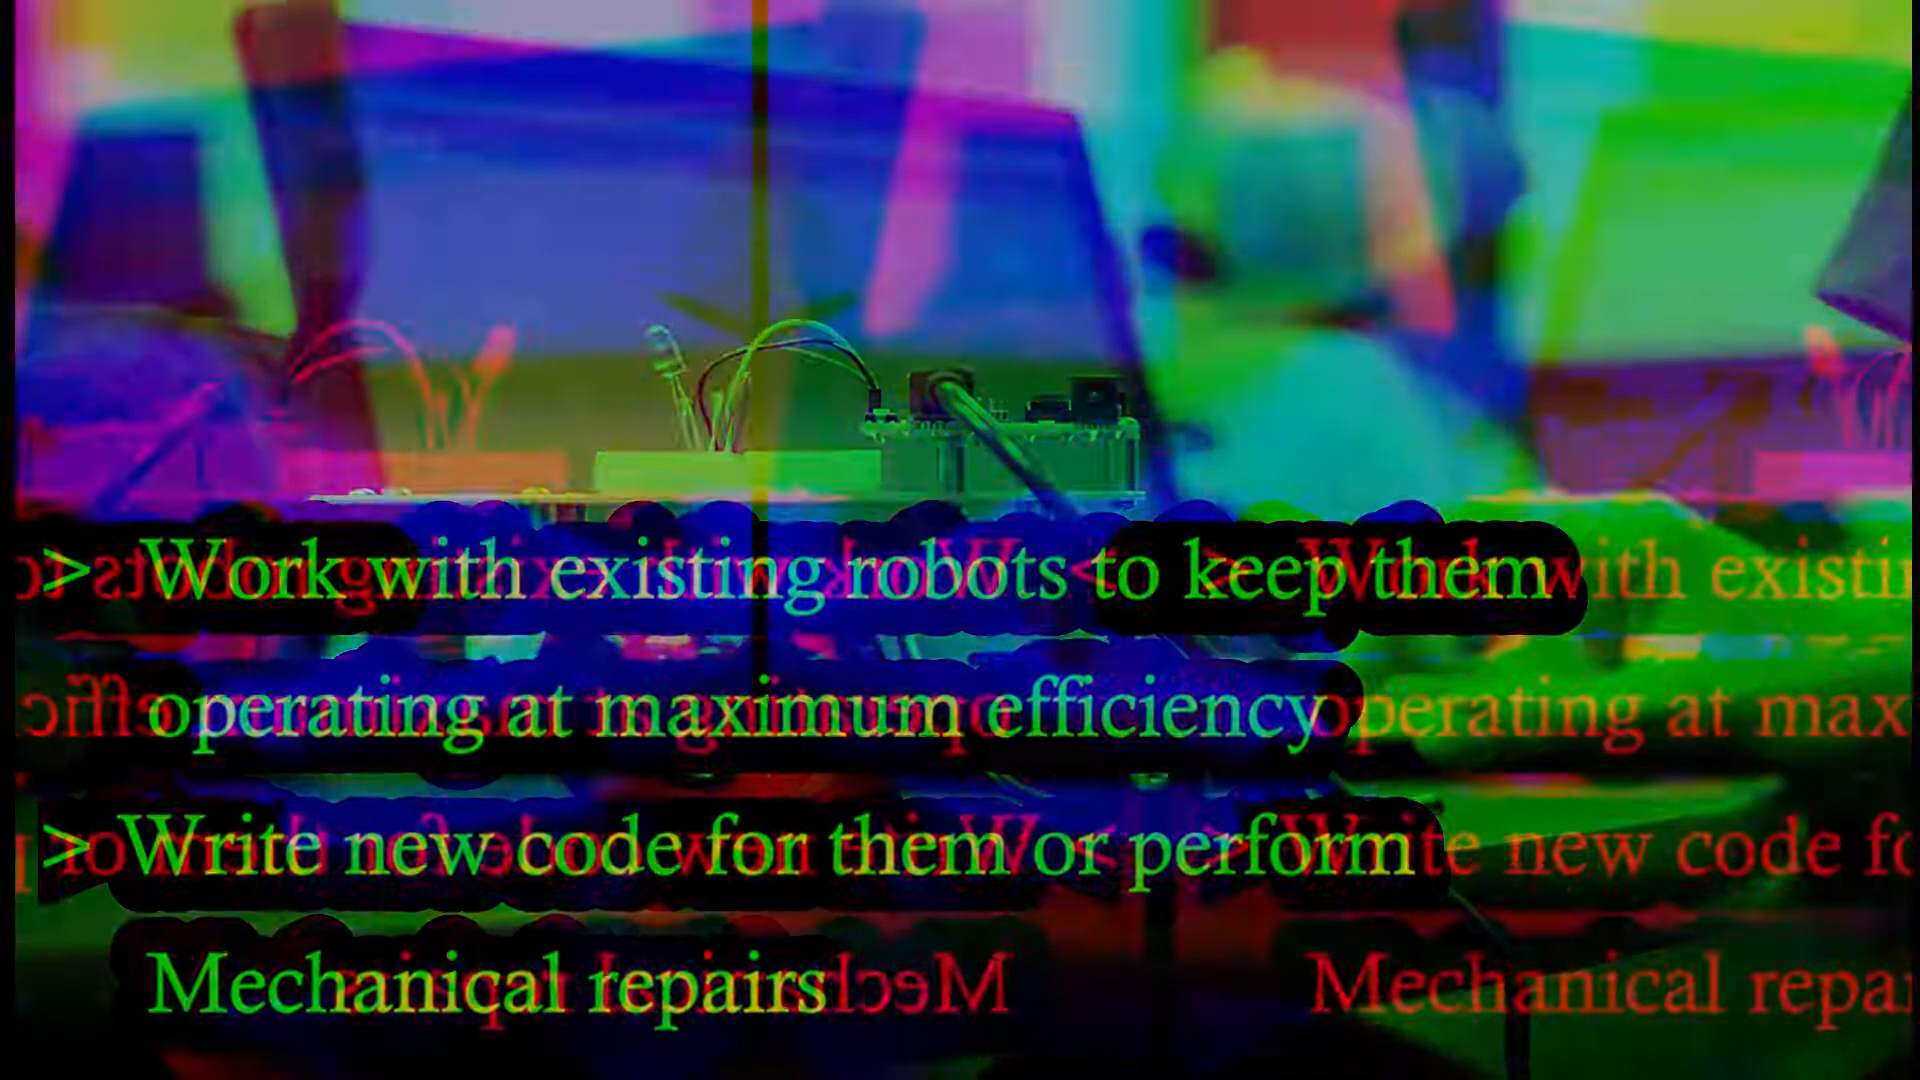 > Work with existing robots to keep them
operating at maximum efficiency
> Write new code for them or perform
Mechanical repairs